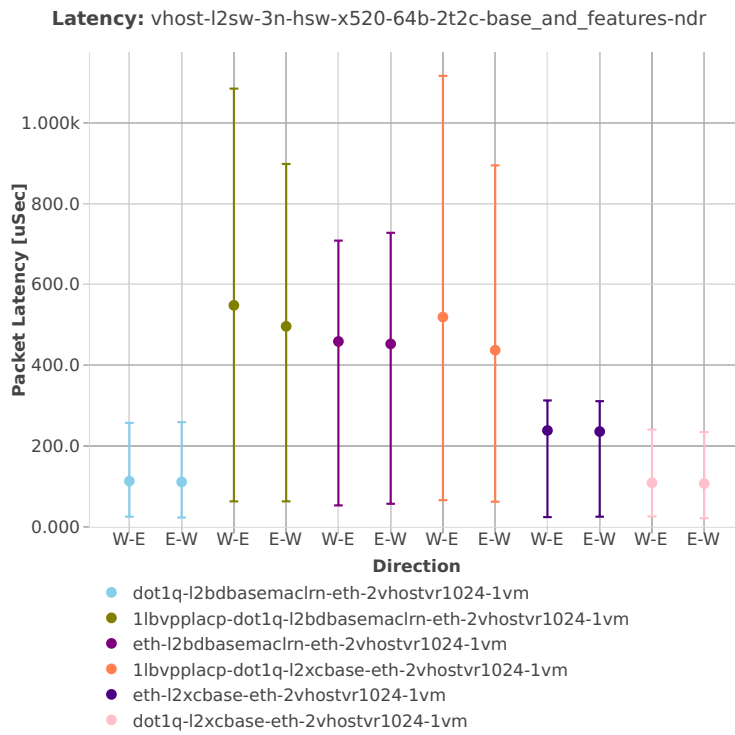 Latency: vhost-l2sw-3n-hsw-x520-64b-2t2c-base_and_features-ndr
Packet Latency [uSec]
1.000k
800.0
600.0
400.0
200.0
0.000
W-E E-W W-E E-W W-E E-W W-E E-W W-E E-W W-E E-W
Direction
dot1q-l2bdbasemaclrn-eth-2vhostvr1024-1vm
1lbvpplacp-dot1q-l2bdbasemaclrn-eth-2vhostvr1024-1vm
eth-l2bdbasemaclrn-eth-2vhostvr1024-1vm
1lbvpplacp-dot1q-l2xcbase-eth-2vhostvr1024-1vm
eth-l2xcbase-eth-2vhostvr1024-1vm
dot1q-l2xcbase-eth-2vhostvr1024-1vm